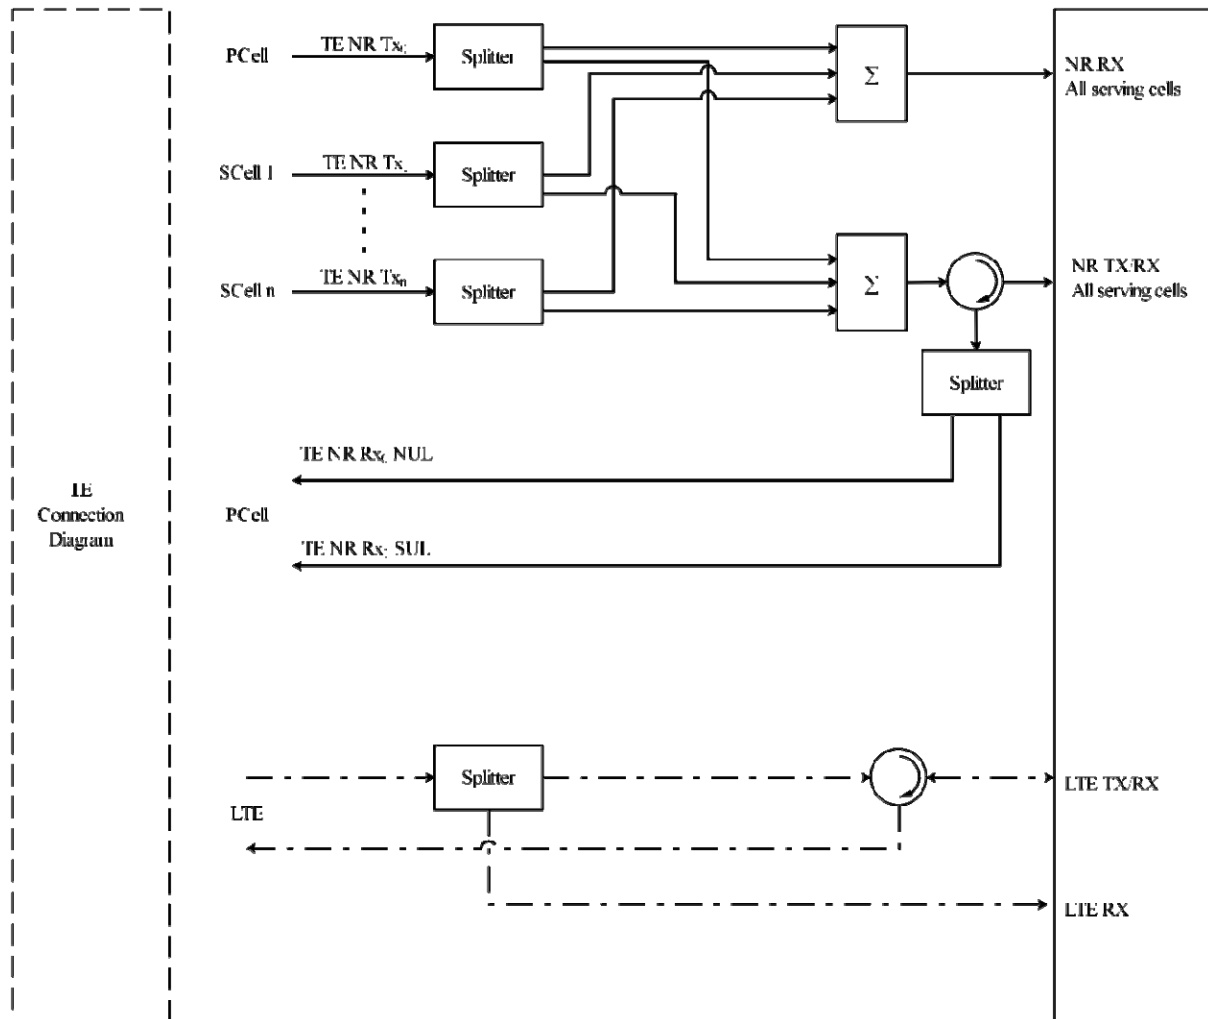 PCell
TE NR Tx
Splitter
Σ
NR RX
All serving cells
SCell 1
TE NR Tx
Splitter
SCell n
TE NR Txn
Splitter
Σ
NR TX/RX
All serving cells
Splitter
TE NR Rx NUL
TE
Connection
Diagram
PCell
TE NR Rx SUL
Splitter
LTE TX/RX
LTE
LTE RX